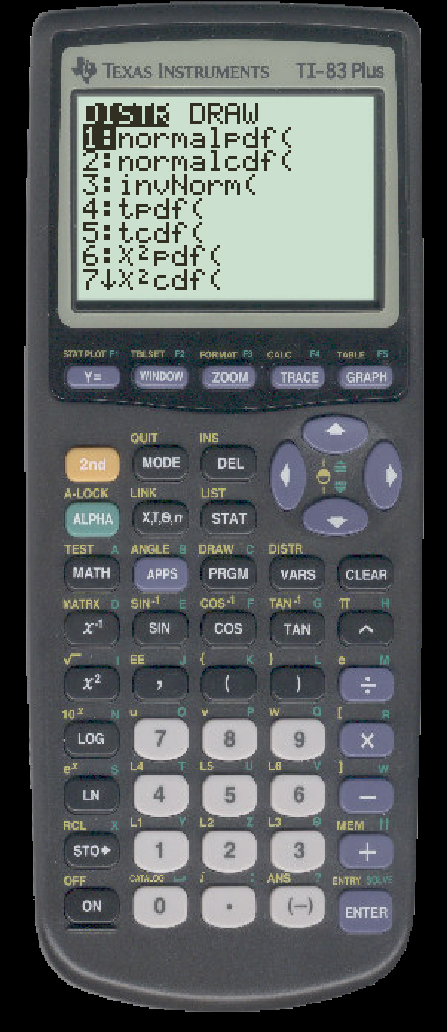 TEXAS INSTRUMENTS TI-83 Plus
DISTR DRAW
1:normalpdf(
2:normalcdf(
3:invNorm(
4:tpdf(
5:tcdf(
6:X²pdf(
7↓X²cdf(
STAT PLOT F1 TBLSET F2 FORMAT F3 CALC F4 TABLE F5
Y= WINDOW ZOOM TRACE GRAPH
QUIT INS
2nd MODE DEL
A-LOCK LINK LIST
ALPHA X,T,Θ,n STAT
TEST A ANGLE B DRAW C DISTR
MATH APPS PRGM VARS CLEAR
MATRX D SIN⁻¹ E COS⁻¹ F TAN⁻¹ G π H
x⁻¹ SIN COS TAN ^
√ I EE J { K } L e M
x² , ( ) ÷
10ˣ N u O v P w Q [ R
LOG 7 8 9 ×
eˣ S L4 T L5 U L6 V ] W
LN 4 5 6 −
RCL X L1 Y L2 Z L3 θ MEM "
STO➧ 1 2 3 +
OFF CATALOG i : ANS ? ENTRY SOLVE
ON 0 . (−) ENTER